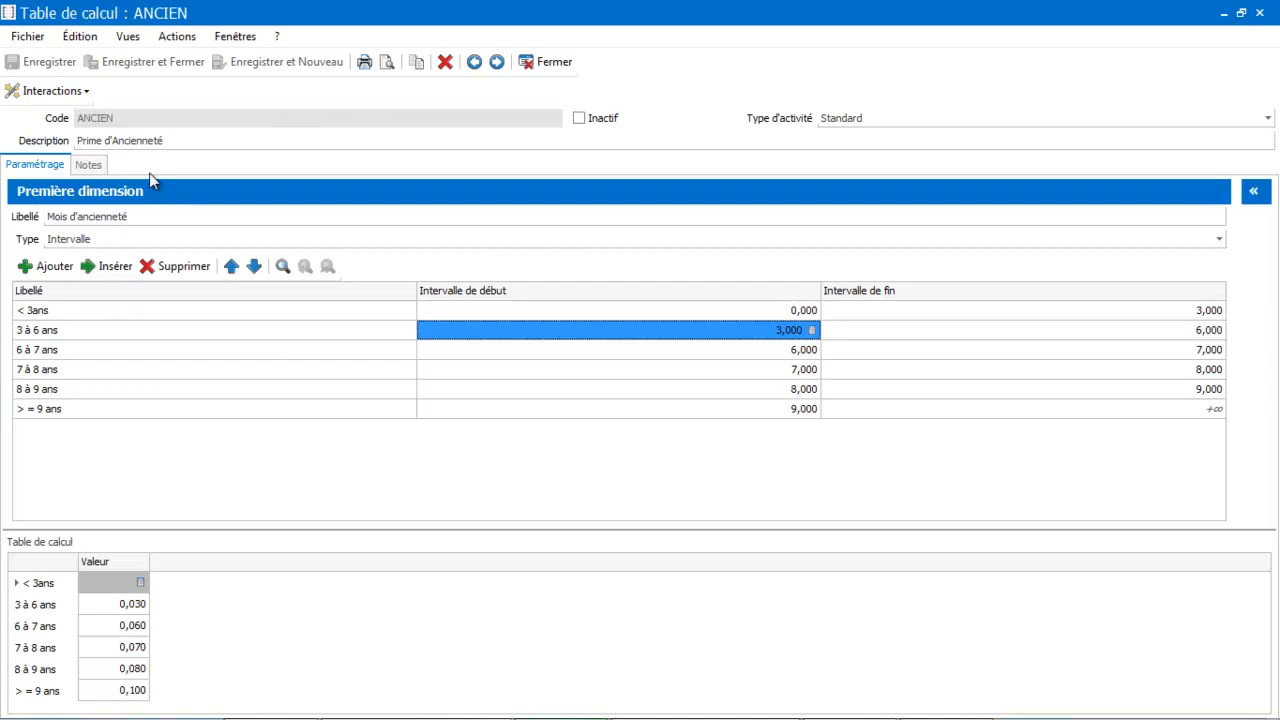 Table de calcul : ANCIEN
Fichier Édition Vues Actions Fenêtres ?
Enregistrer Enregistrer et Fermer Enregistrer et Nouveau Fermer
Interactions
Code ANCIEN Inactif Type d'activité Standard
Description Prime d'Ancienneté
Paramétrage Notes
Première dimension «
Libellé Mois d'ancienneté
Type Intervalle
Ajouter Insérer Supprimer
Libellé Intervalle de début Intervalle de fin
< 3ans 0,000 3,000
3 à 6 ans 3,000 6,000
6 à 7 ans 6,000 7,000
7 à 8 ans 7,000 8,000
8 à 9 ans 8,000 9,000
> = 9 ans 9,000 +∞
Table de calcul
Valeur
< 3ans
3 à 6 ans 0,030
6 à 7 ans 0,060
7 à 8 ans 0,070
8 à 9 ans 0,080
> = 9 ans 0,100